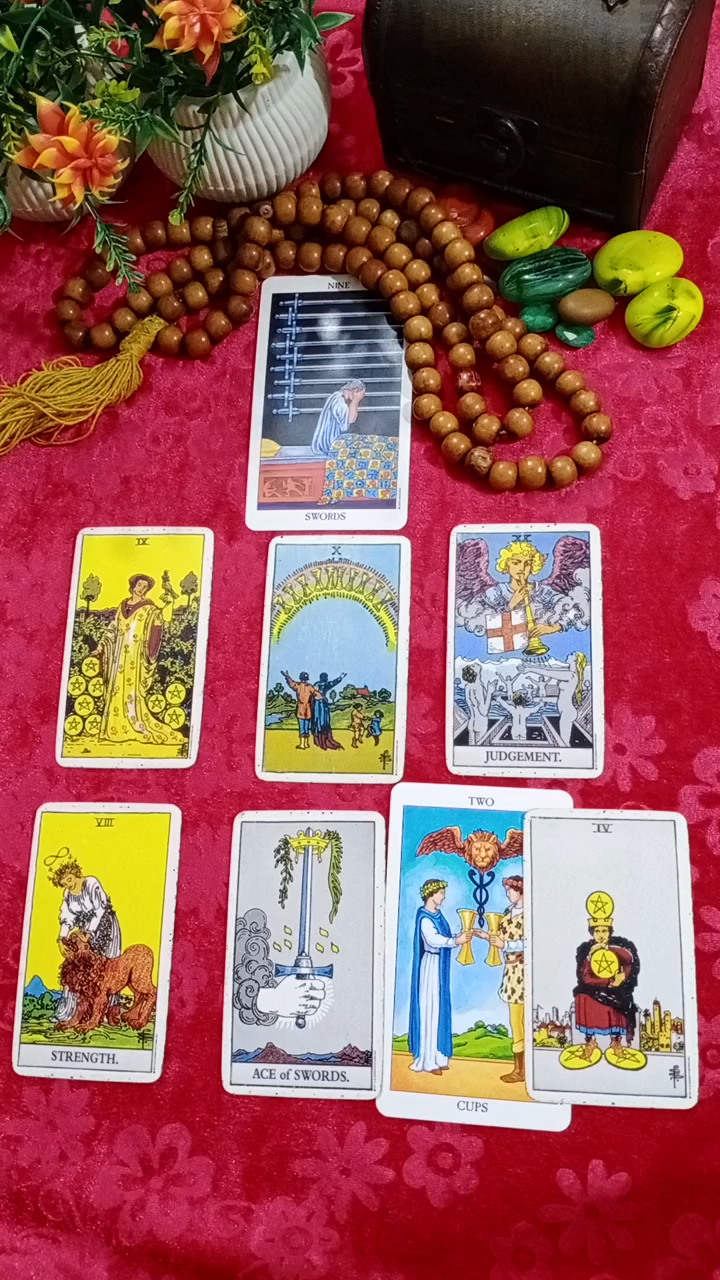 NINE
SWORDS
IX
X
XX
JUDGEMENT.
VIII
STRENGTH.
ACE of SWORDS.
TWO
CUPS
IV